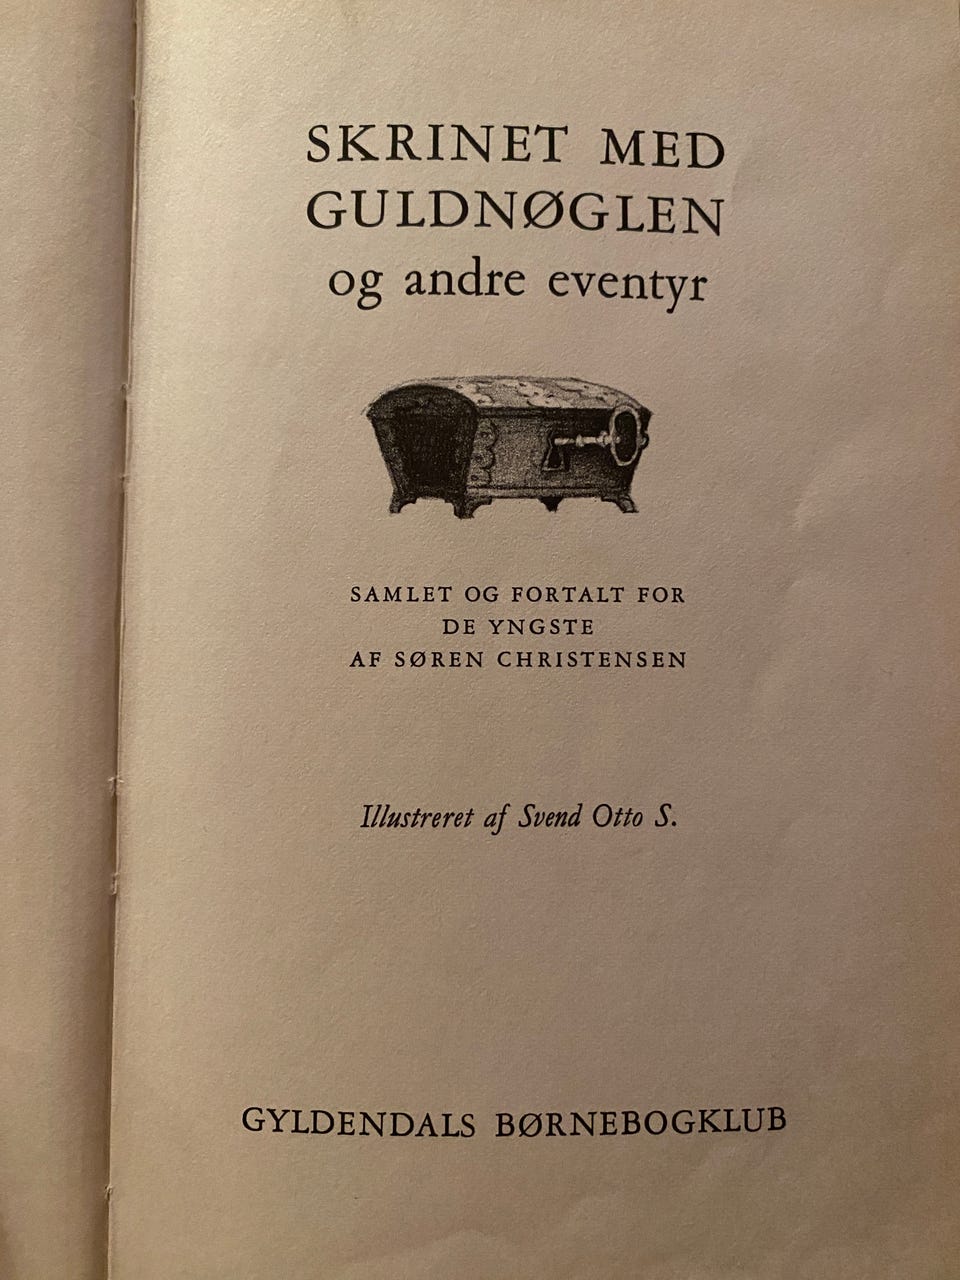 SKRINET MED
GULDNØGLEN
og andre eventyr
SAMLET OG FORTALT FOR
DE YNGSTE
AF SØREN CHRISTENSEN
Illustreret af Svend Otto S.
GYLDENDALS BØRNEBOGKLUB